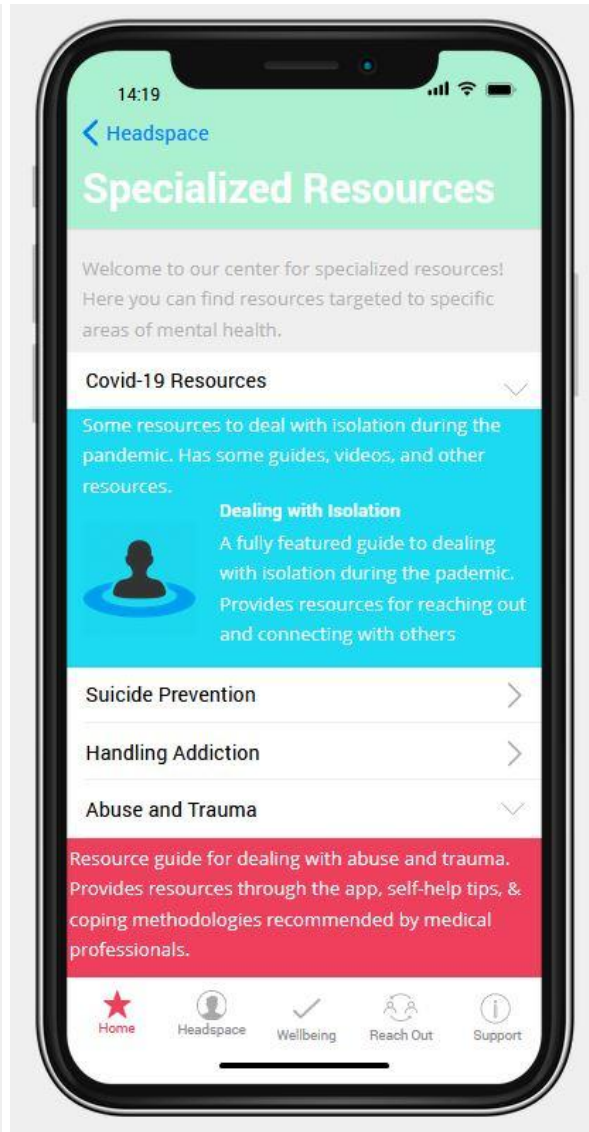 14:19
Headspace
Specialized Resources
Welcome to our center for specialized resources!
Here you can find resources targeted to specific
areas of mental health.
Covid-19 Resources
Some resources to deal with isolation during the
pandemic. Has some guides, videos, and other
resources.
Dealing with Isolation
A fully featured guide to dealing
with isolation during the pademic.
Provides resources for reaching out
and connecting with others
Suicide Prevention
Handling Addiction
Abuse and Trauma
Resource guide for dealing with abuse and trauma.
Provides resources through the app, self-help tips, &
coping methodologies recommended by medical
professionals.
Home Headspace Wellbeing Reach Out Support